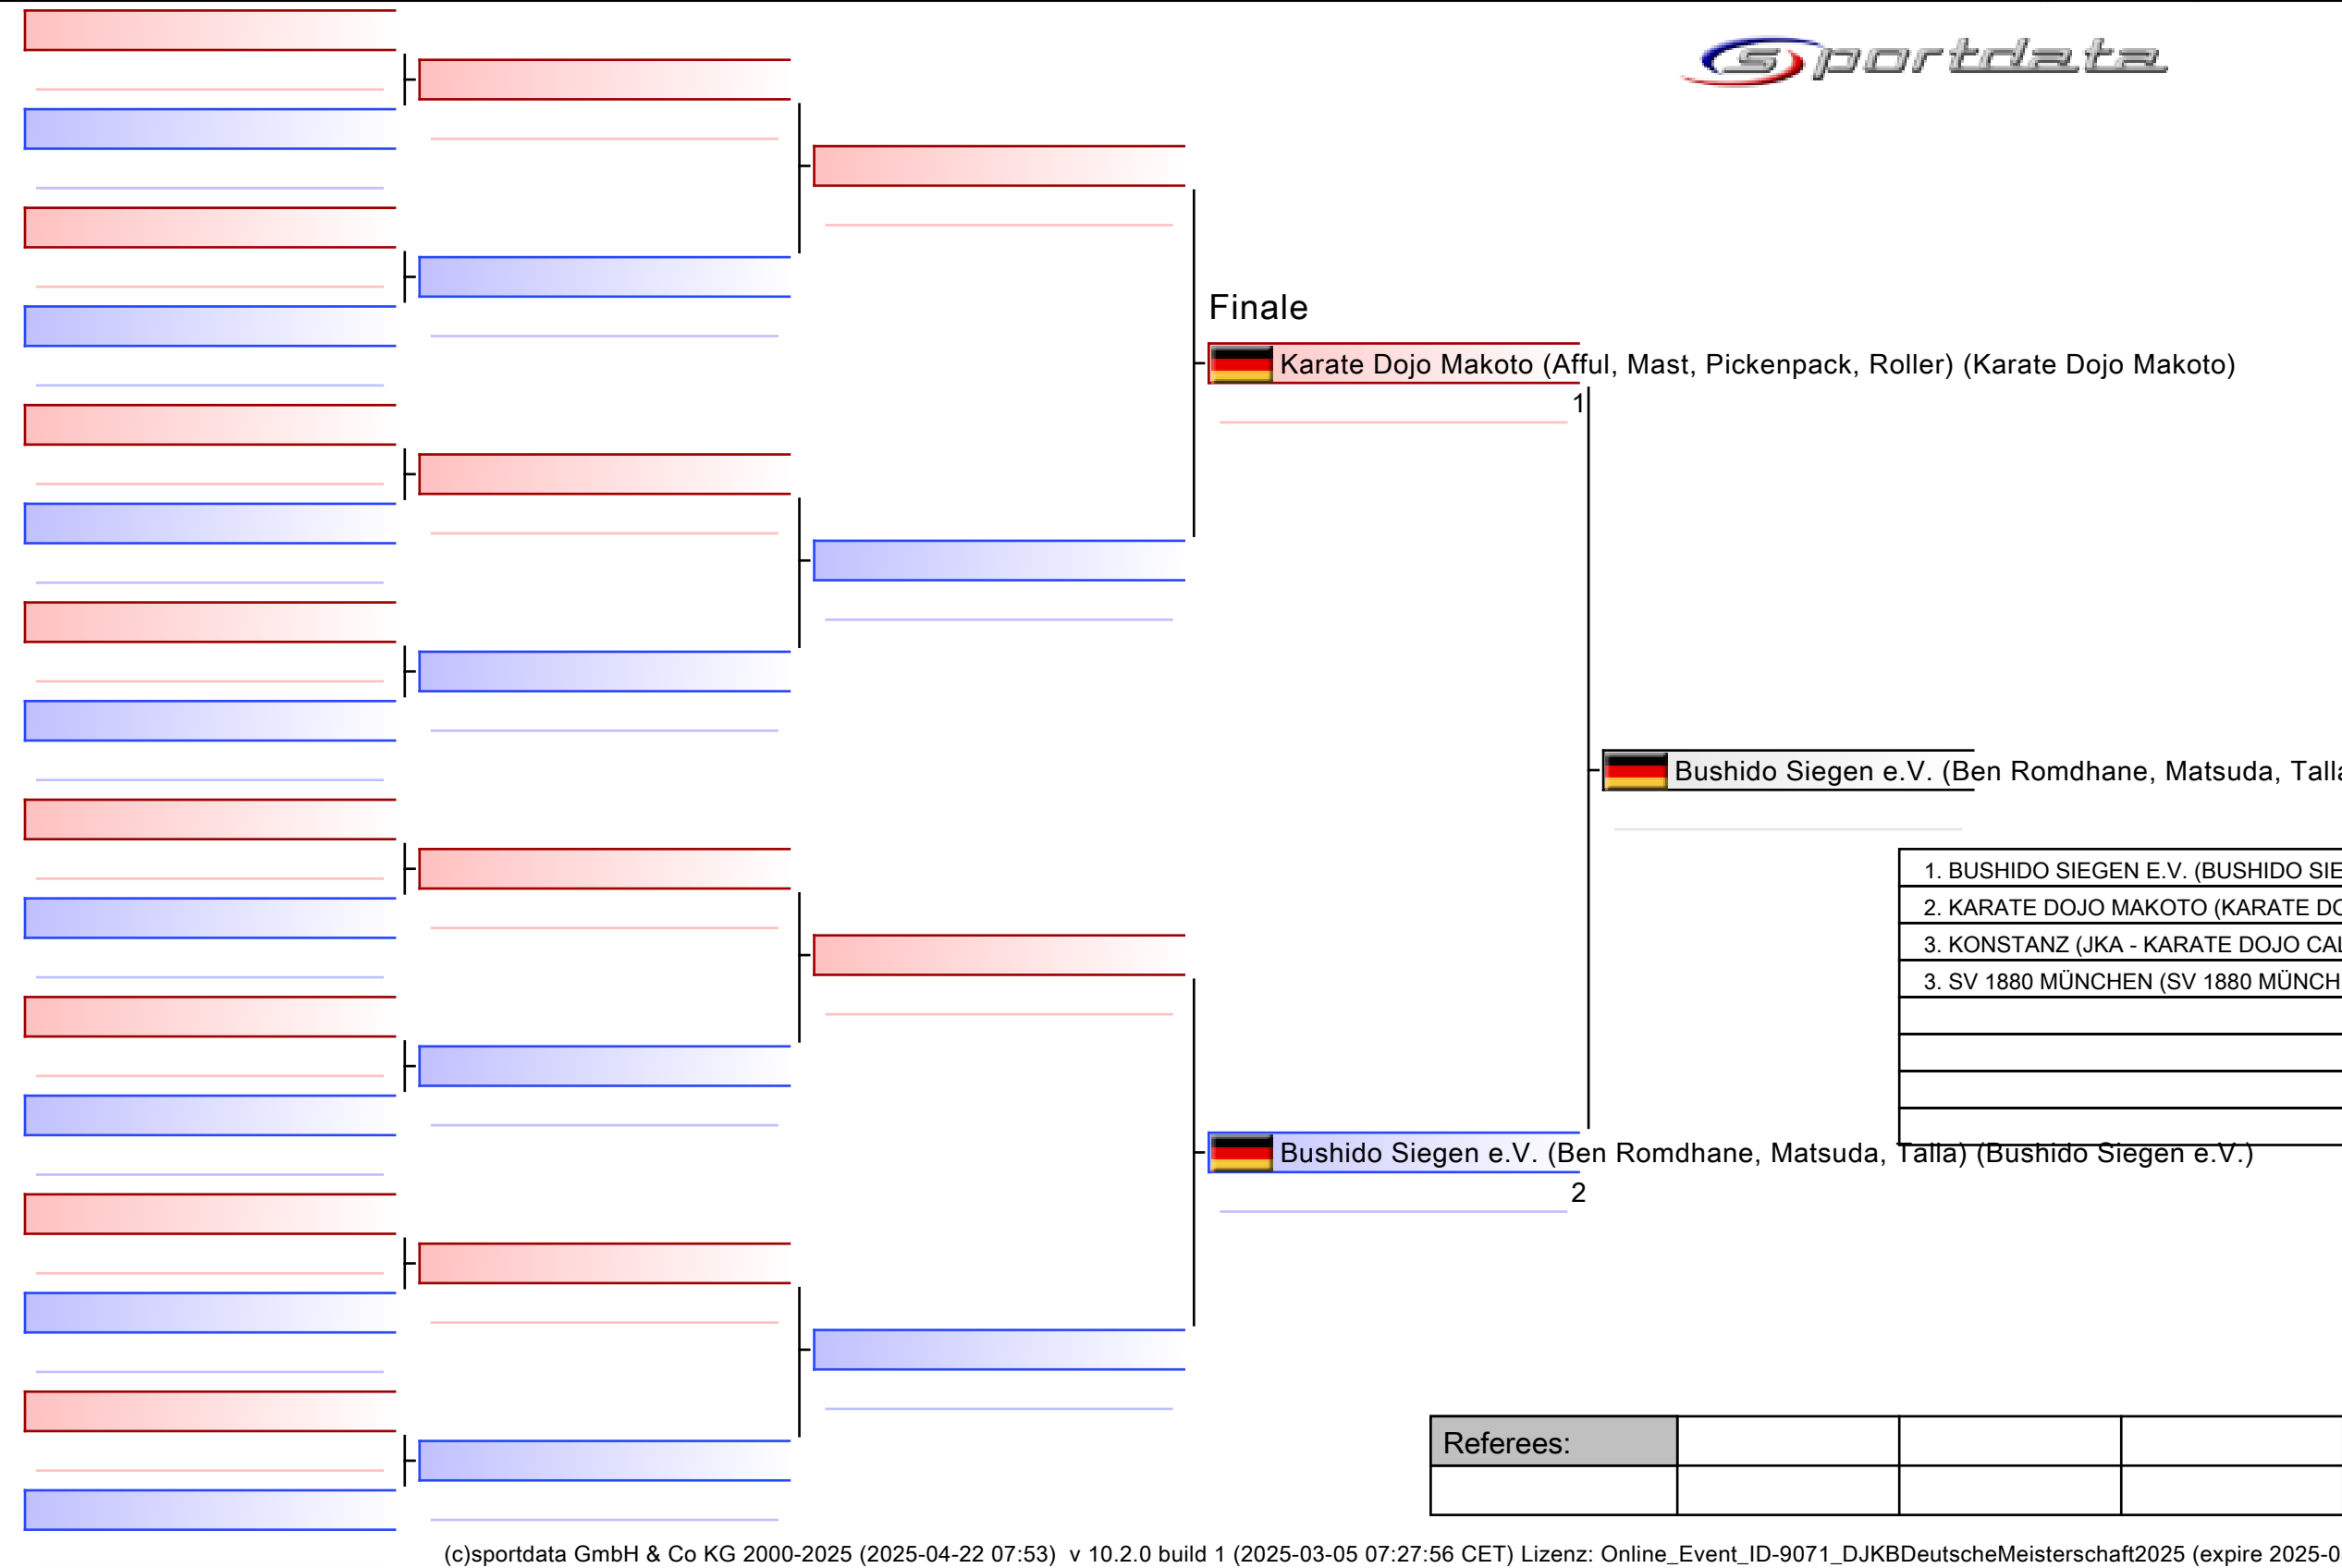 sportdata
Finale
Karate Dojo Makoto (Afful, Mast, Pickenpack, Roller) (Karate Dojo Makoto)
1
Bushido Siegen e.V. (Ben Romdhane, Matsuda, Talla
1. BUSHIDO SIEGEN E.V. (BUSHIDO SIE
2. KARATE DOJO MAKOTO (KARATE DO
3. KONSTANZ (JKA - KARATE DOJO CAL
3. SV 1880 MÜNCHEN (SV 1880 MÜNCH
Bushido Siegen e.V. (Ben Romdhane, Matsuda, Talla) (Bushido Siegen e.V.)
2
Referees:
(c)sportdata GmbH & Co KG 2000-2025 (2025-04-22 07:53) v 10.2.0 build 1 (2025-03-05 07:27:56 CET) Lizenz: Online_Event_ID-9071_DJKBDeutscheMeisterschaft2025 (expire 2025-0